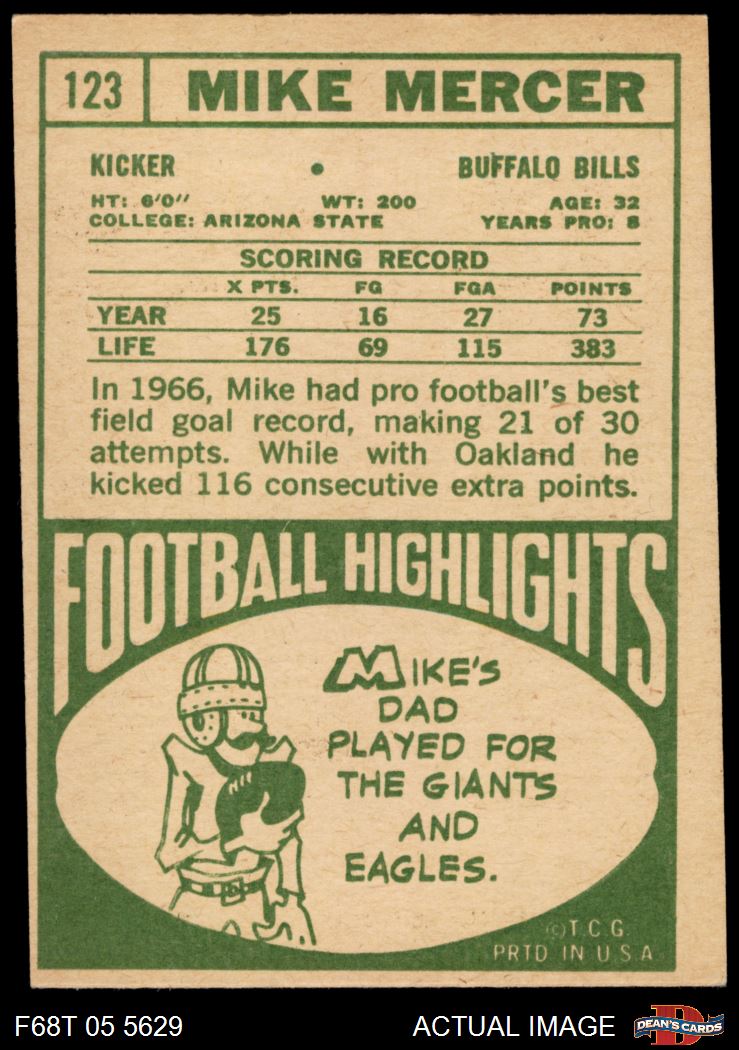 123 MIKE MERCER
KICKER • BUFFALO BILLS
HT: 6'0" WT: 200 AGE: 32
COLLEGE: ARIZONA STATE YEARS PRO: 8
SCORING RECORD
X PTS. FG FGA POINTS
YEAR 25 16 27 73
LIFE 176 69 115 383
In 1966, Mike had pro football's best
field goal record, making 21 of 30
attempts. While with Oakland he
kicked 116 consecutive extra points.
FOOTBALL HIGHLIGHTS
MIKE'S
DAD
PLAYED FOR
THE GIANTS
AND
EAGLES.
©T.C.G.
PRTD IN U.S.A.
F68T 05 5629 ACTUAL IMAGE DEAN'S CARDS